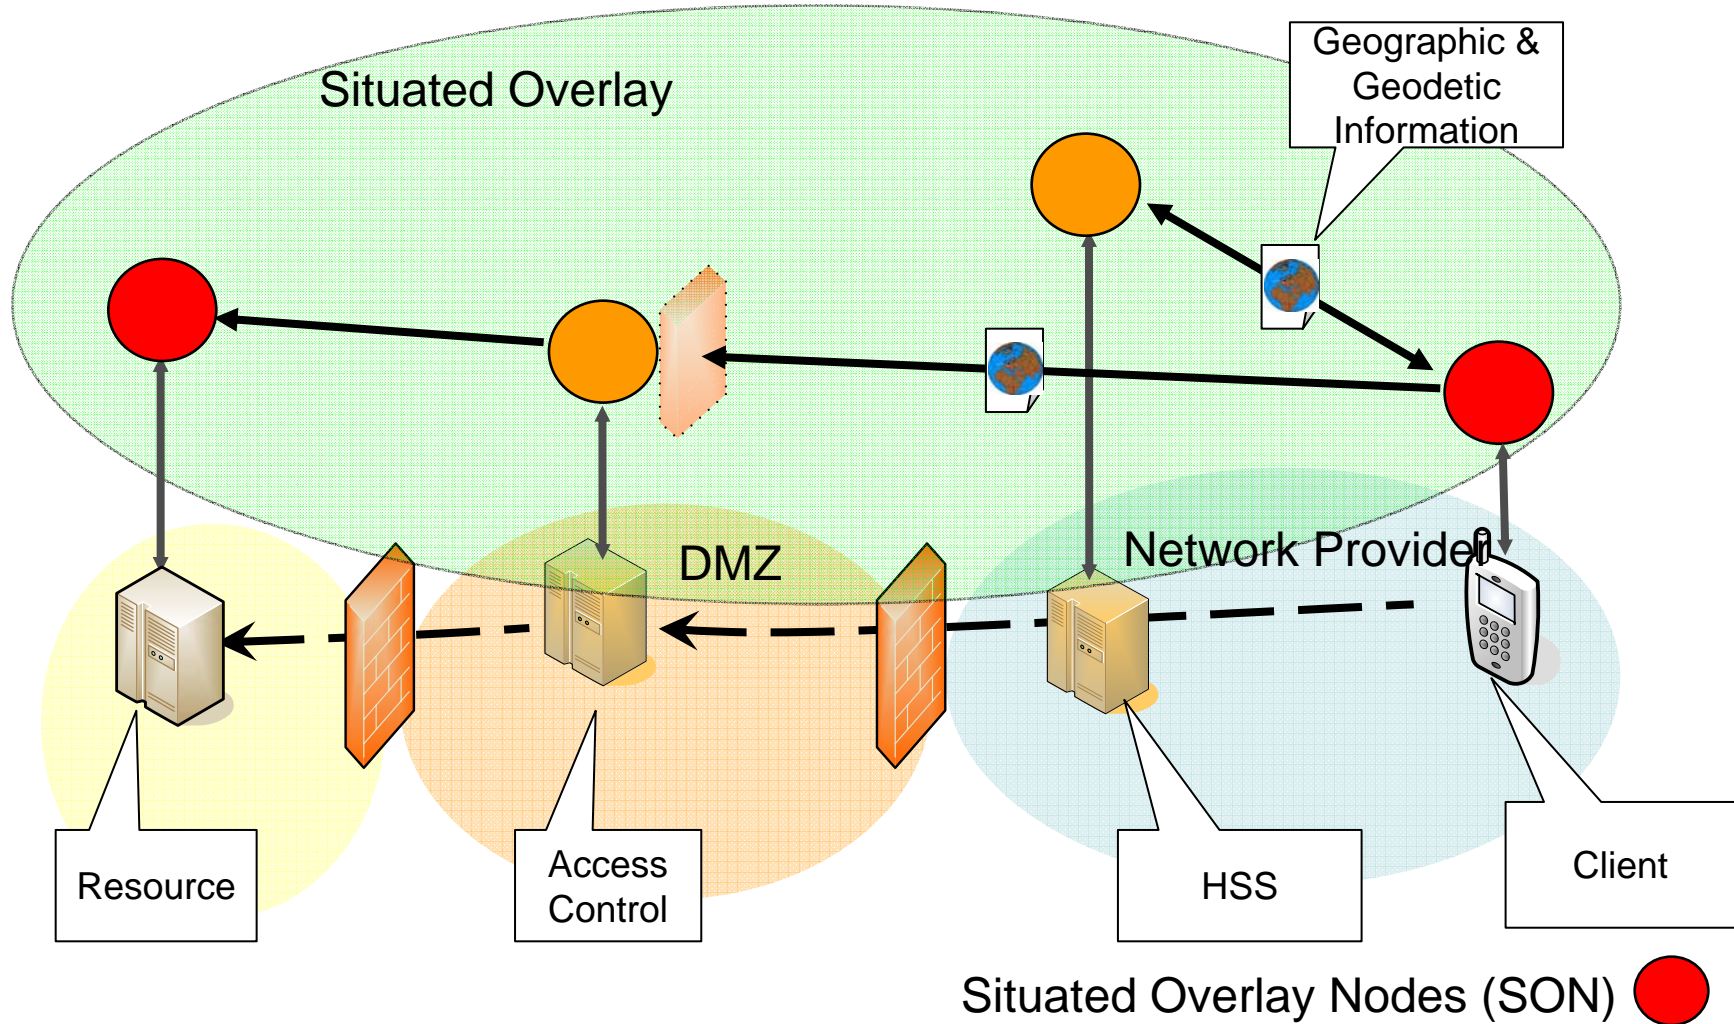 Geographic &
Geodetic
Information
Situated Overlay
DMZ
Network Provider
Resource
Access
Control
HSS
Client
Situated Overlay Nodes (SON)